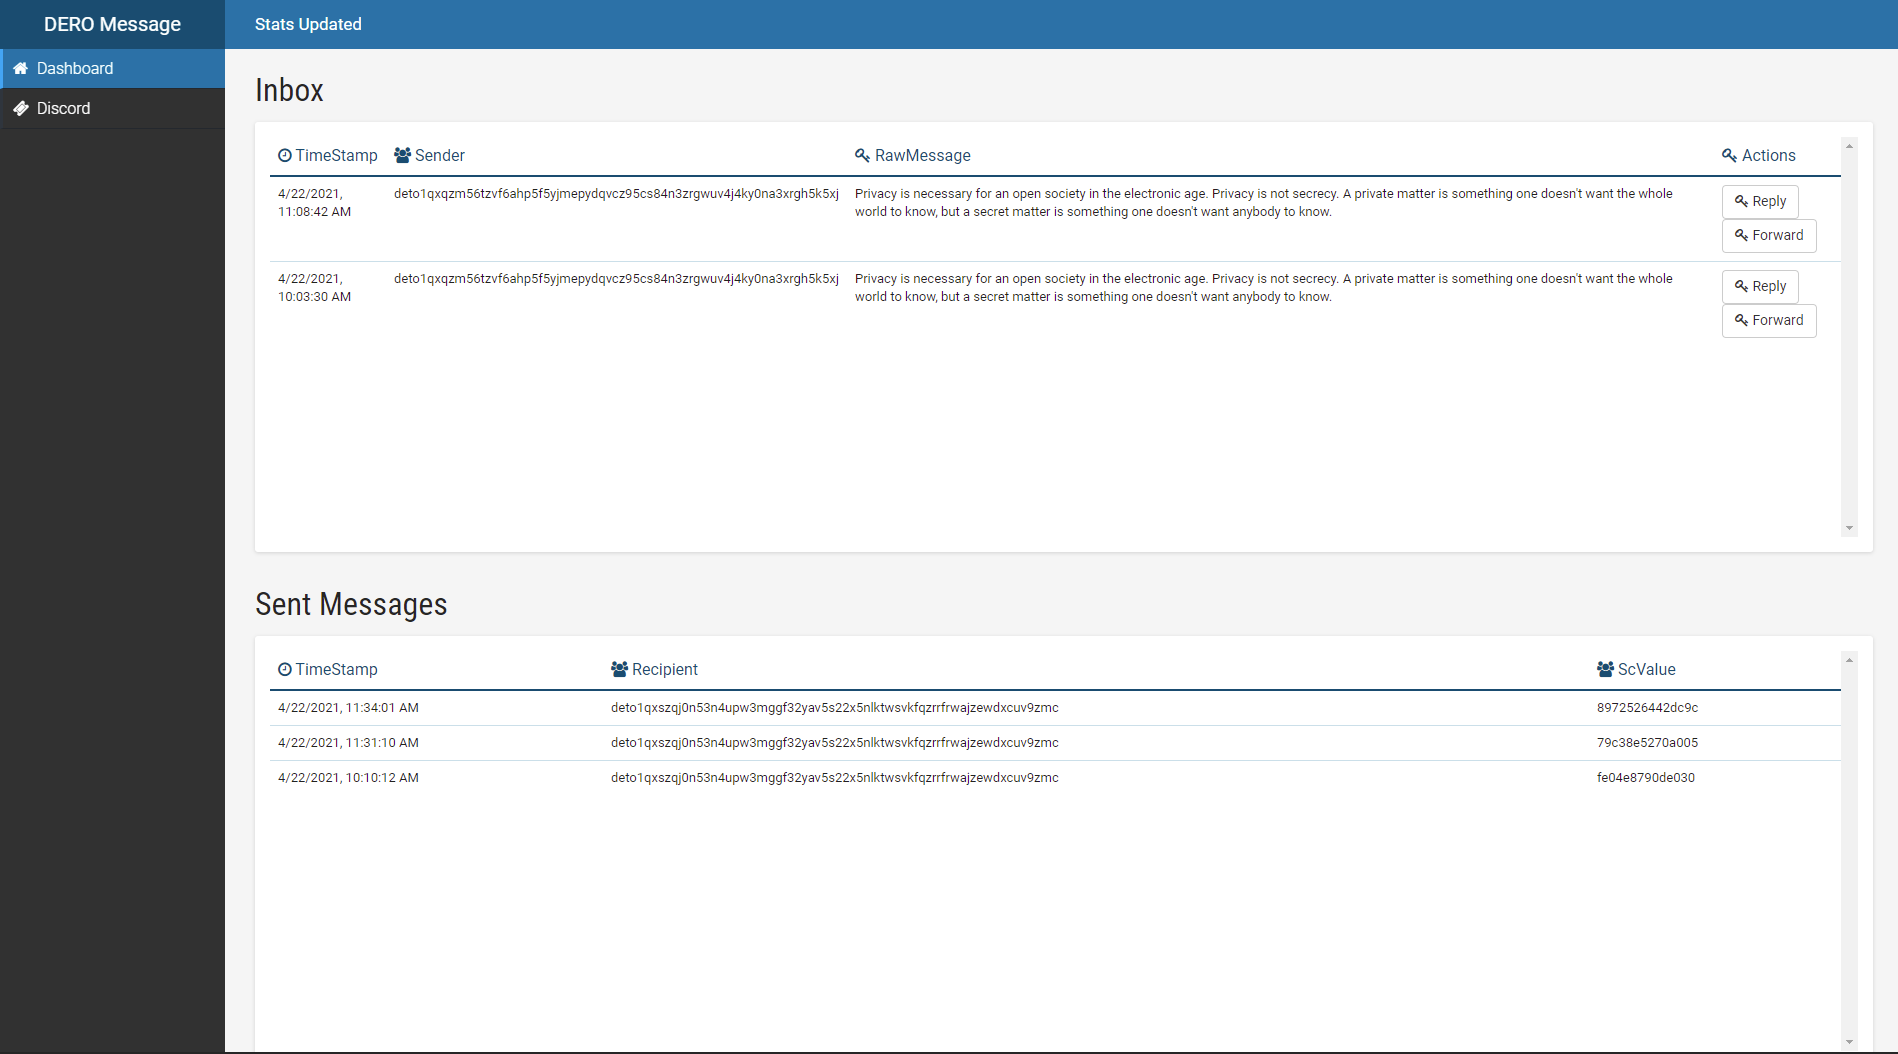 DERO Message
Stats Updated
Dashboard
Discord
Inbox
TimeStamp Sender RawMessage Actions
4/22/2021, deto1qxqzm56tzvf6ahp5f5yjmepydqvcz95cs84n3zrgwuv4j4ky0na3xrgh5k5xj Privacy is necessary for an open society in the electronic age. Privacy is not secrecy. A private matter is something one doesn't want the whole Reply
11:08:42 AM world to know, but a secret matter is something one doesn't want anybody to know.
Forward
4/22/2021, deto1qxqzm56tzvf6ahp5f5yjmepydqvcz95cs84n3zrgwuv4j4ky0na3xrgh5k5xj Privacy is necessary for an open society in the electronic age. Privacy is not secrecy. A private matter is something one doesn't want the whole Reply
10:03:30 AM world to know, but a secret matter is something one doesn't want anybody to know.
Forward
Sent Messages
TimeStamp Recipient ScValue
4/22/2021, 11:34:01 AM deto1qxszqj0n53n4upw3mggf32yav5s22x5nlktwsvkfqzrrfrwajzewdxcuv9zmc 8972526442dc9c
4/22/2021, 11:31:10 AM deto1qxszqj0n53n4upw3mggf32yav5s22x5nlktwsvkfqzrrfrwajzewdxcuv9zmc 79c38e5270a005
4/22/2021, 10:10:12 AM deto1qxszqj0n53n4upw3mggf32yav5s22x5nlktwsvkfqzrrfrwajzewdxcuv9zmc fe04e8790de030